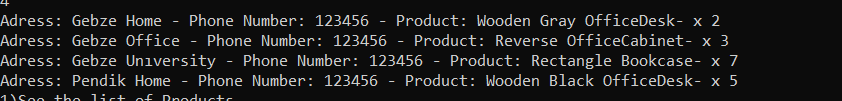 4
Adress: Gebze Home - Phone Number: 123456 - Product: Wooden Gray OfficeDesk- x 2
Adress: Gebze Office - Phone Number: 123456 - Product: Reverse OfficeCabinet- x 3
Adress: Gebze Unıversity - Phone Number: 123456 - Product: Rectangle Bookcase- x 7
Adress: Pendik Home - Phone Number: 123456 - Product: Wooden Black OfficeDesk- x 5
1)See the list of Products